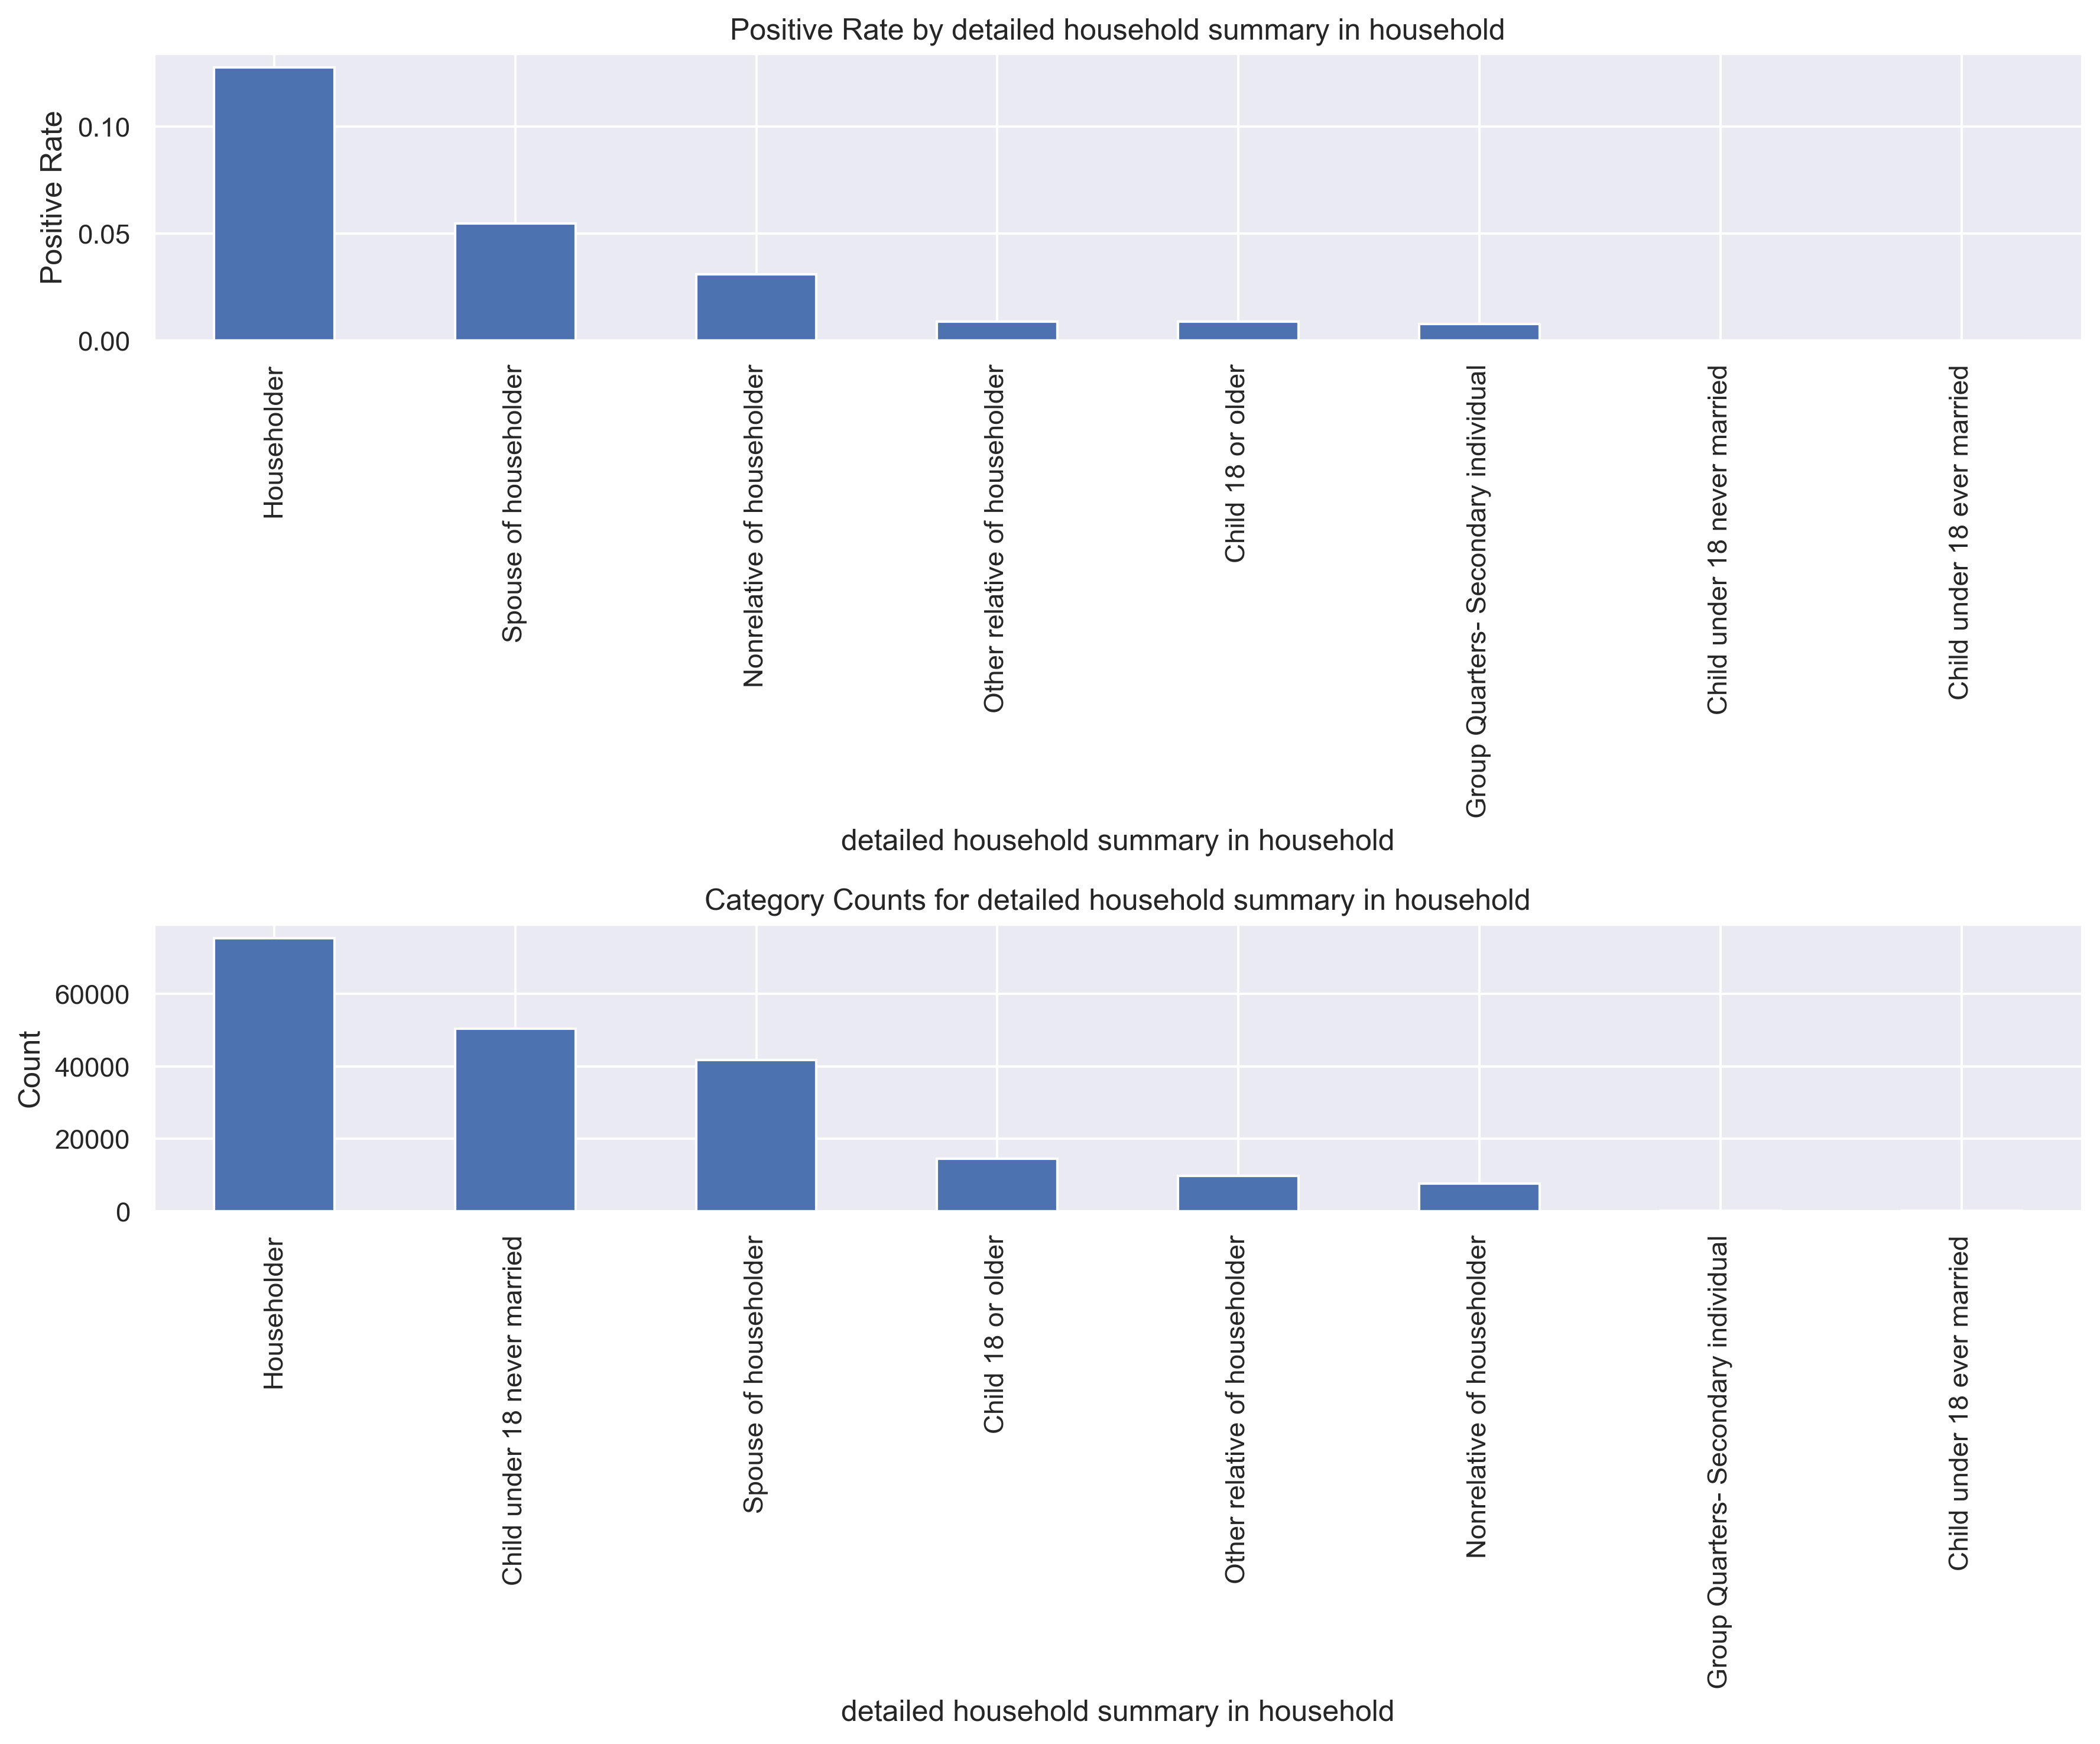 Positive Rate by detailed household summary in household
Positive Rate
0.10
0.05
0.00
Householder
Spouse of householder
Nonrelative of householder
Other relative of householder
Child 18 or older
Group Quarters- Secondary individual
Child under 18 never married
Child under 18 ever married
detailed household summary in household
Category Counts for detailed household summary in household
Count
60000
40000
20000
0
Householder
Child under 18 never married
Spouse of householder
Child 18 or older
Other relative of householder
Nonrelative of householder
Group Quarters- Secondary individual
Child under 18 ever married
detailed household summary in household